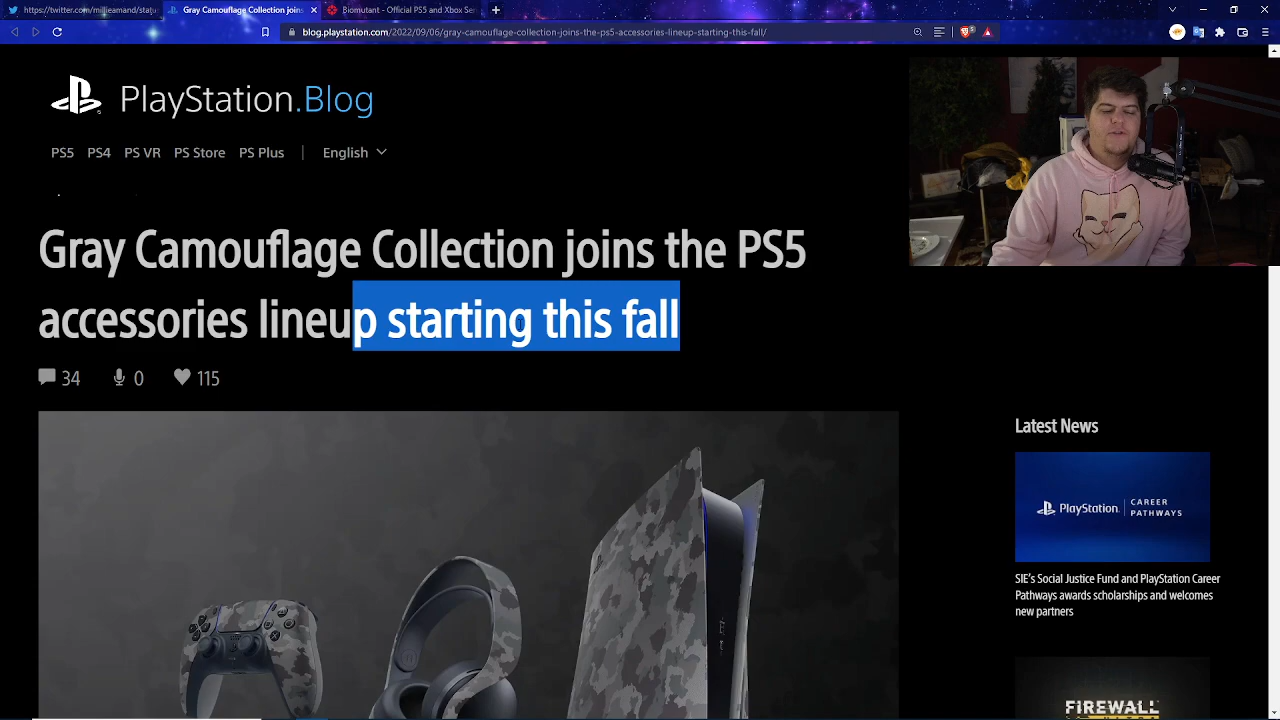 https://twitter.com/millieamand/statu
Gray Camouflage Collection joins
Biomutant - Official PS5 and Xbox Ser
blog.playstation.com/2022/09/06/gray-camouflage-collection-joins-the-ps5-accessories-lineup-starting-this-fall/
PlayStation.Blog
PS5 PS4 PS VR PS Store PS Plus | English
Gray Camouflage Collection joins the PS5
accessories lineup starting this fall
34 0 115
Latest News
PlayStation. | CAREER
PATHWAYS
SIE's Social Justice Fund and PlayStation Career
Pathways awards scholarships and welcomes
new partners
FIREWALL